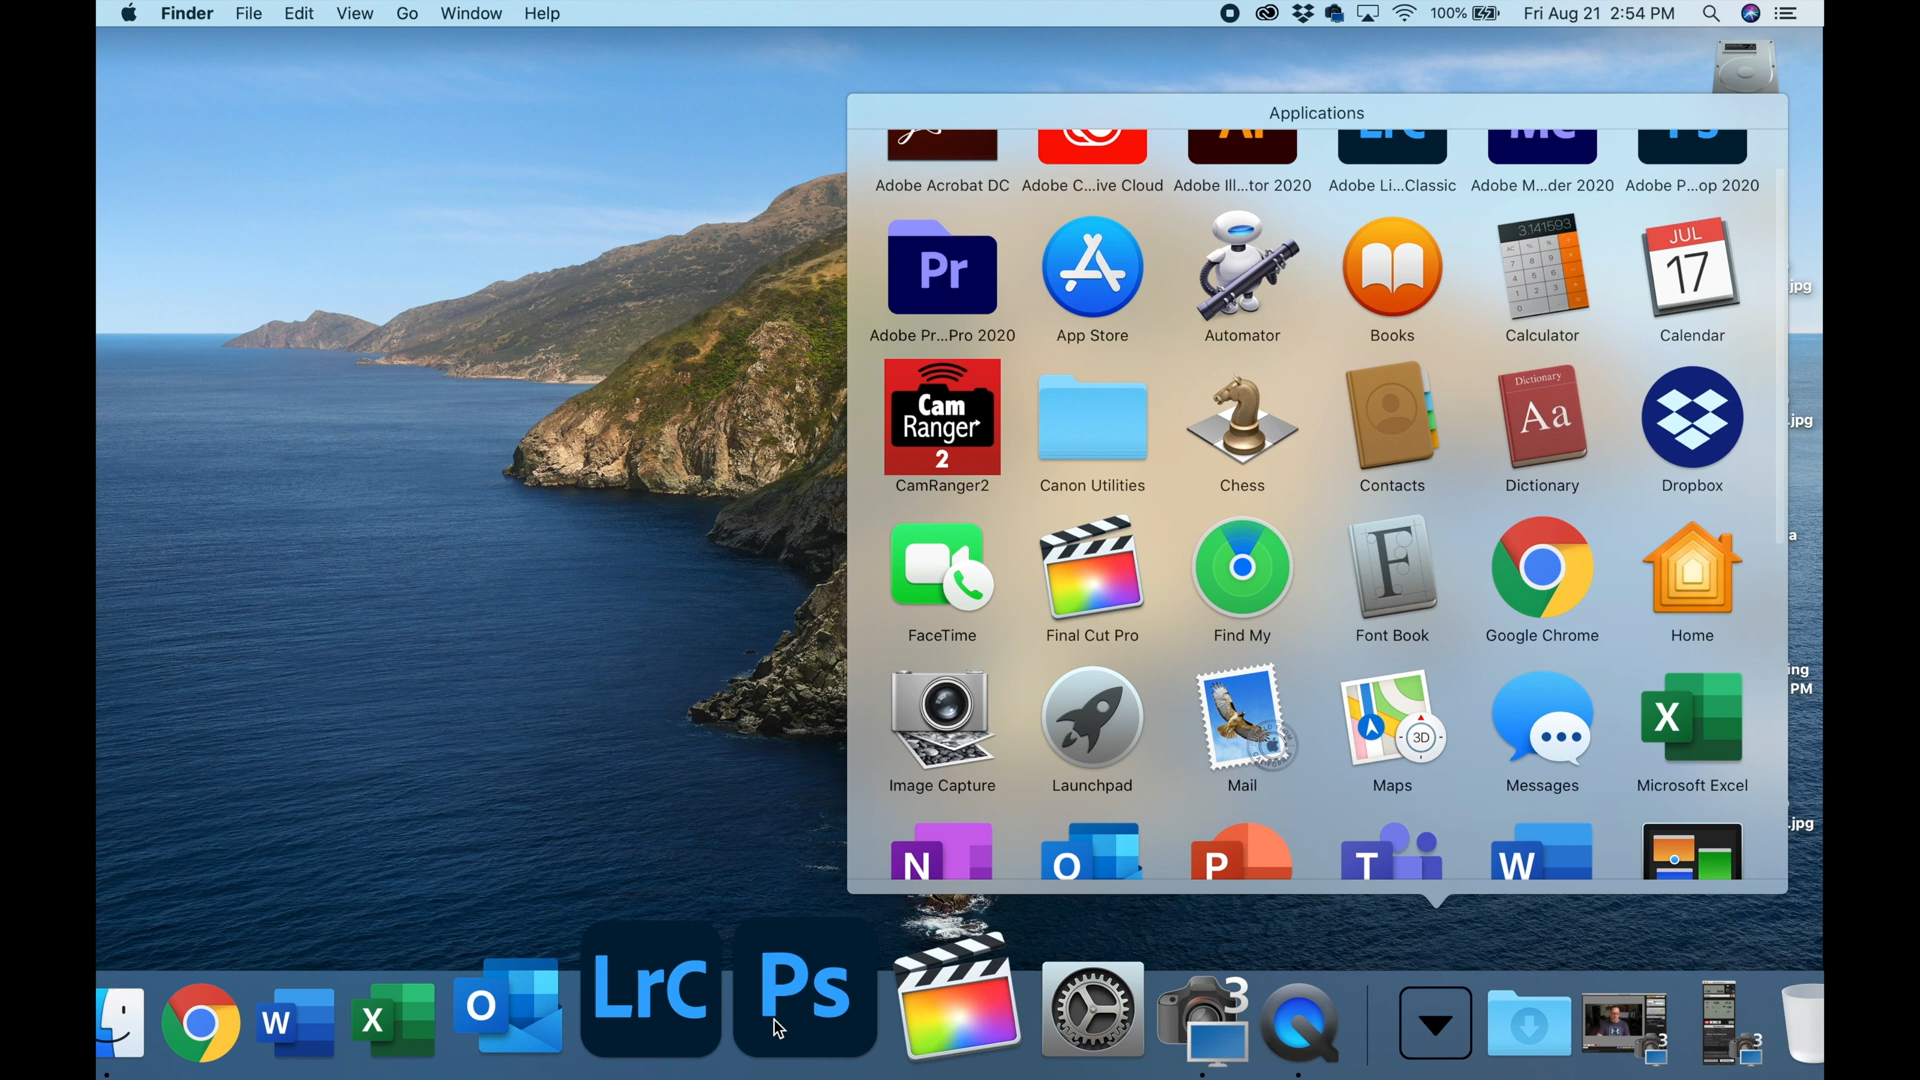 Finder File Edit View Go Window Help 100% Fri Aug 21 2:54 PM
Applications
Adobe Acrobat DC Adobe C...ive Cloud Adobe Ill...tor 2020 Adobe Li...Classic Adobe M...der 2020 Adobe P...op 2020
Pr 3.141593 JUL 17
Adobe Pr...Pro 2020 App Store Automator Books Calculator Calendar
.jpg
Cam Ranger 2 Dictionary Aa
.jpg
CamRanger2 Canon Utilities Chess Contacts Dictionary Dropbox
a
F
FaceTime Final Cut Pro Find My Font Book Google Chrome Home
ing
PM
3D X
Image Capture Launchpad Mail Maps Messages Microsoft Excel
.jpg
N O P T W
W X O LrC Ps 3 3 3